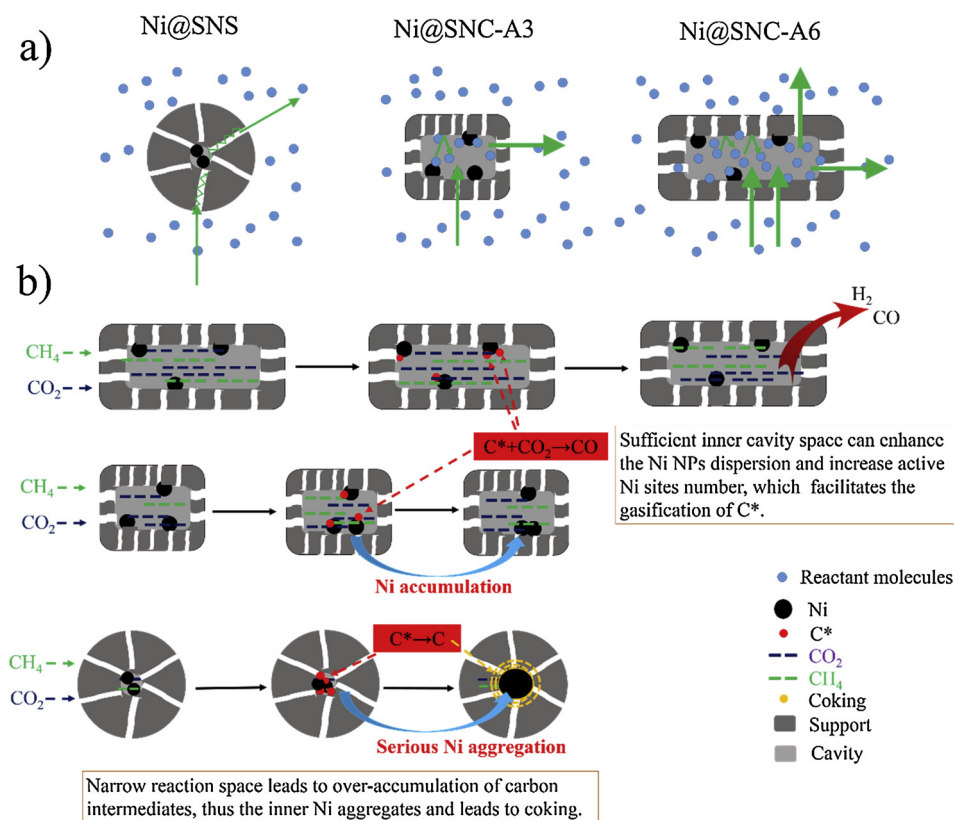 a)
Ni@SNS
Ni@SNC-A3
Ni@SNC-A6
b)
CH₄
CO₂
H₂
CO
C*+CO₂→CO
Sufficient inner cavity space can enhance
the Ni NPs dispersion and increase active
Ni sites number, which facilitates the
gasification of C*.
CH₄
CO₂
Ni accumulation
C*→C
CH₄
CO₂
Serious Ni aggregation
Reactant molecules
Ni
C*
CO₂
CH₄
Coking
Support
Cavity
Narrow reaction space leads to over-accumulation of carbon
intermediates, thus the inner Ni aggregates and leads to coking.